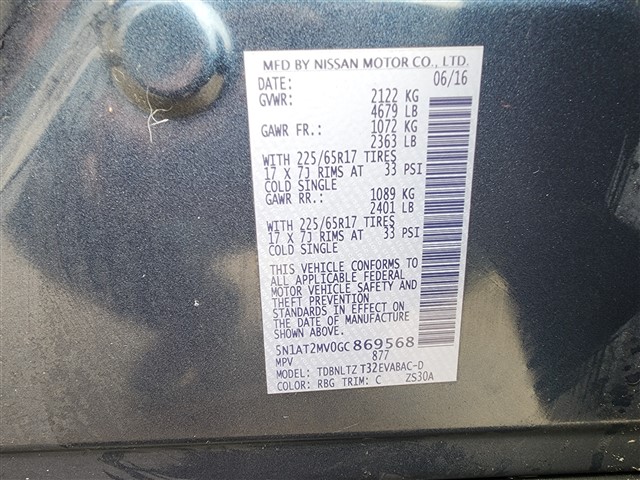 MFD BY NISSAN MOTOR CO., LTD.
DATE: 06/16
GVWR: 2122 KG
4679 LB
GAWR FR.: 1072 KG
2363 LB
WITH 225/65R17 TIRES
17 X 7J RIMS AT 33 PSI
COLD SINGLE
GAWR RR.: 1089 KG
2401 LB
WITH 225/65R17 TIRES
17 X 7J RIMS AT 33 PSI
COLD SINGLE
THIS VEHICLE CONFORMS TO
ALL APPLICABLE FEDERAL
MOTOR VEHICLE SAFETY AND
THEFT PREVENTION
STANDARDS IN EFFECT ON
THE DATE OF MANUFACTURE
SHOWN ABOVE.
5N1AT2MV0GC869568
MPV 877
MODEL: TDBNLTZ T32EVABAC-D
COLOR: RBG TRIM: C ZS30A